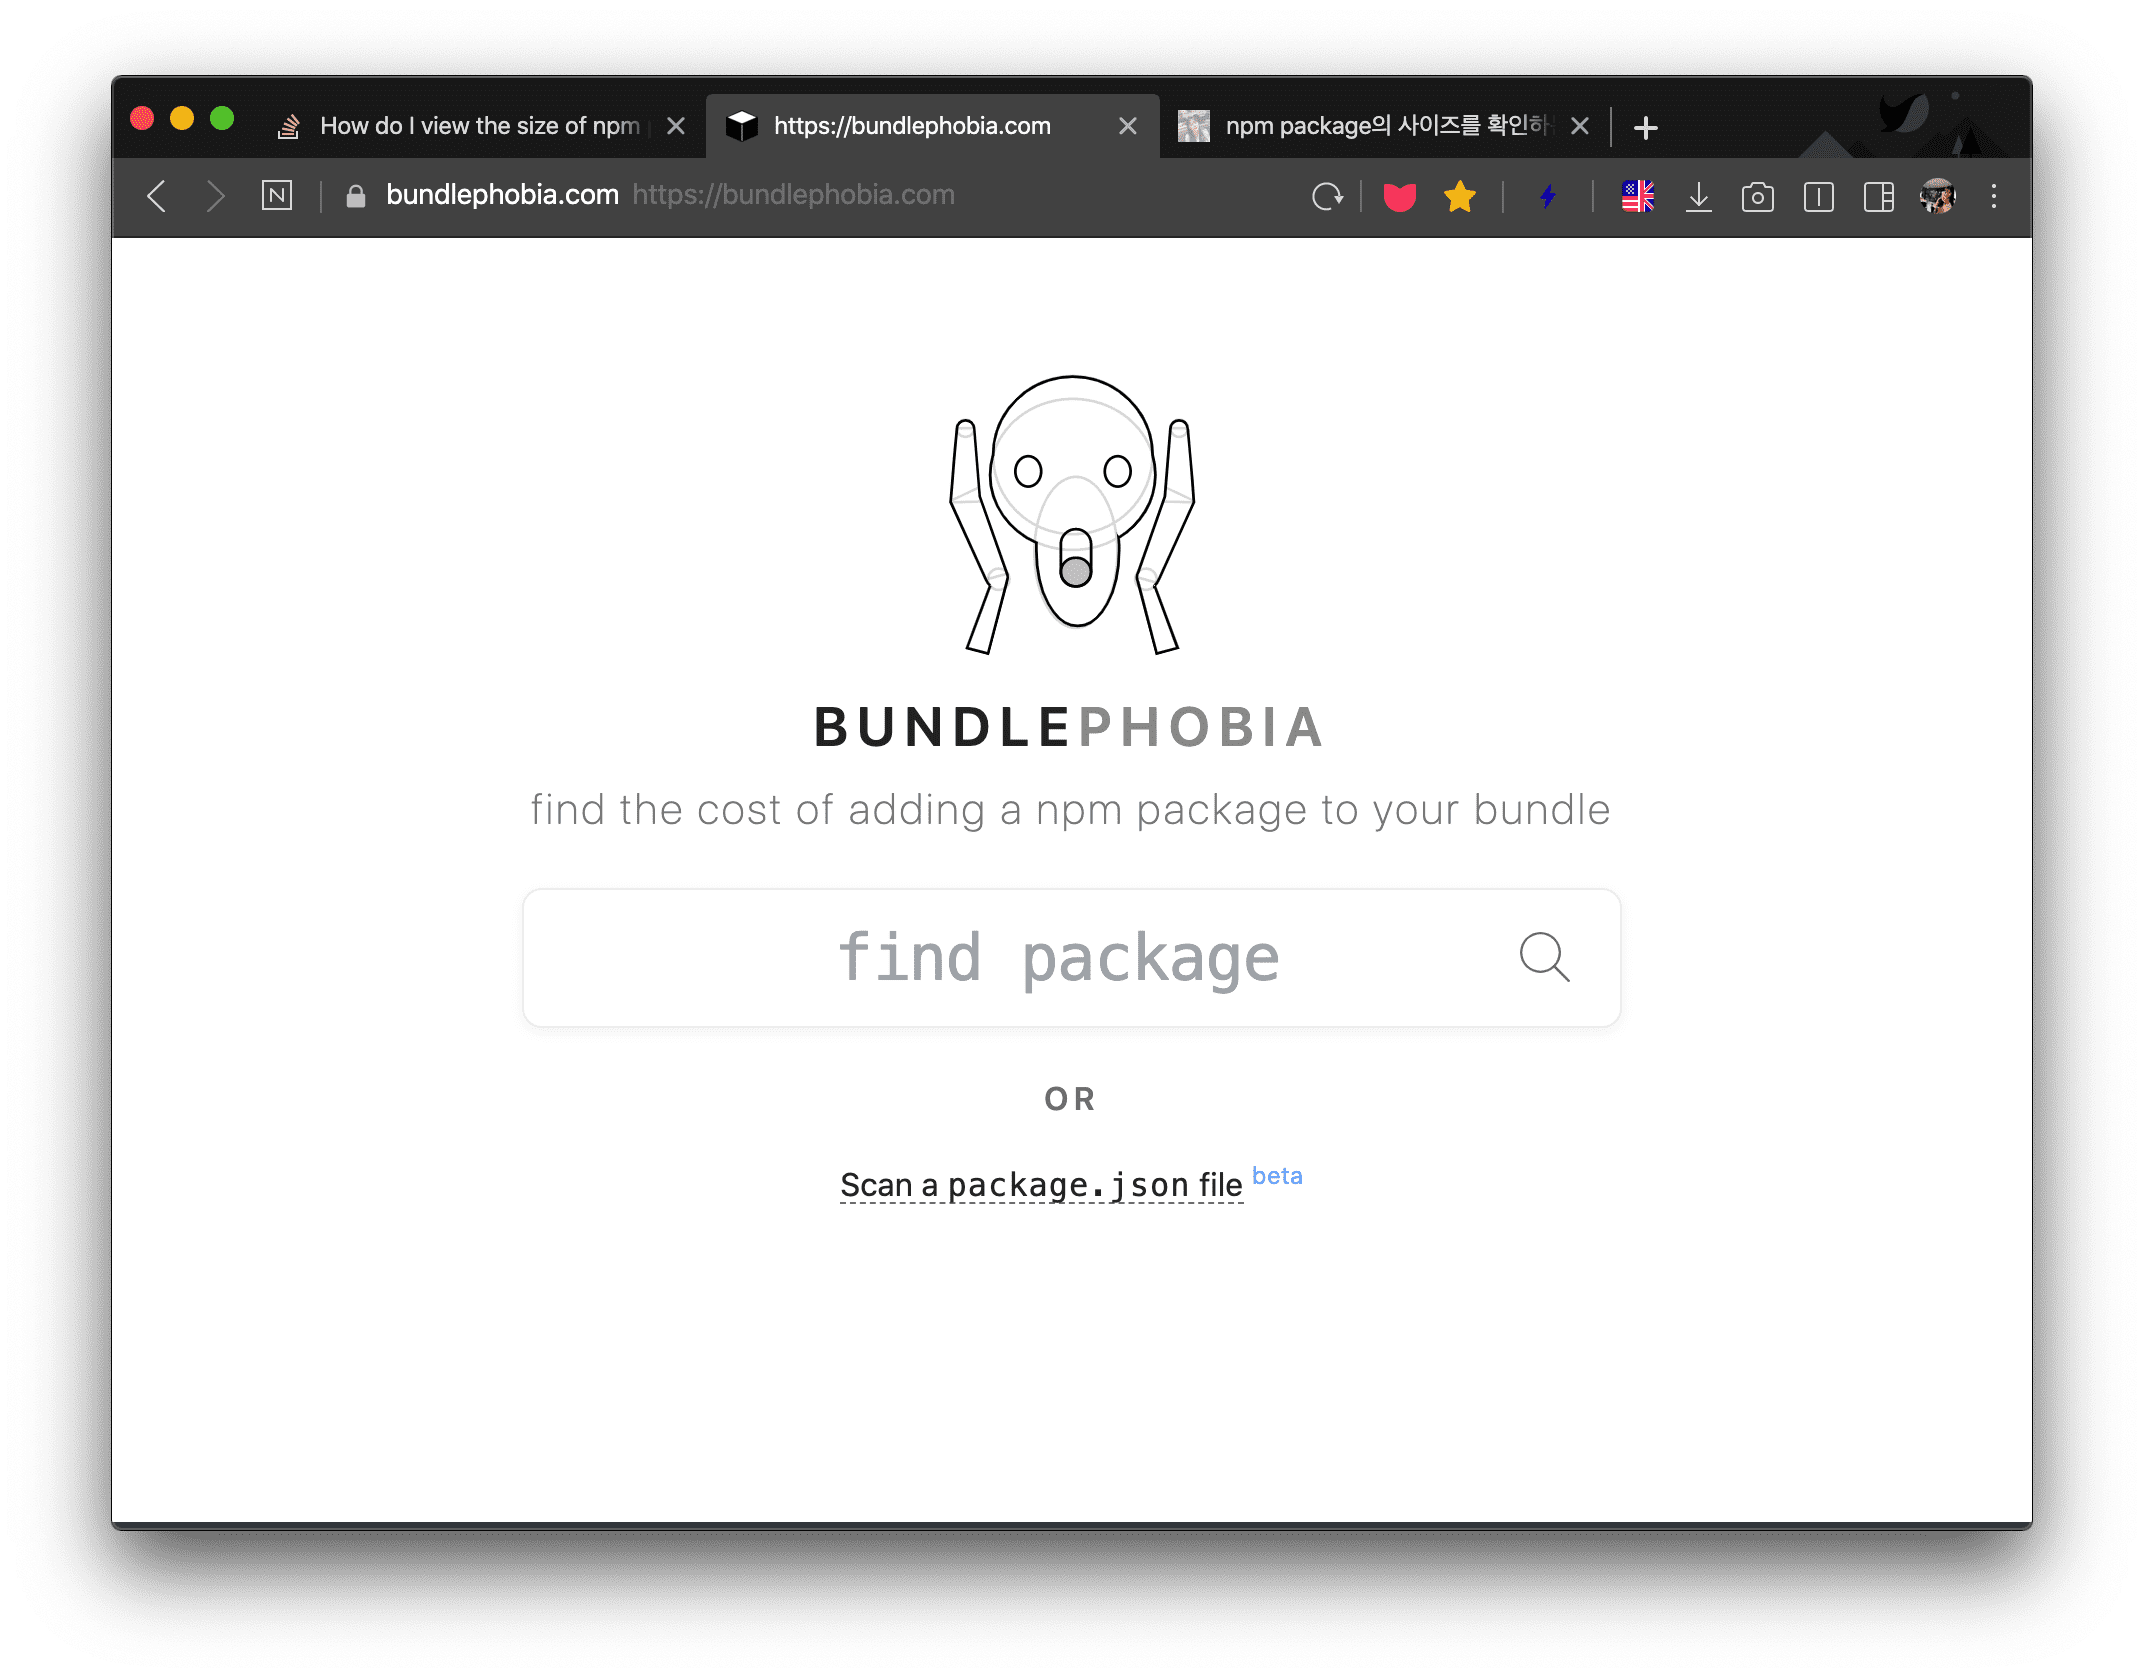 How do I view the size of npm
https://bundlephobia.com
npm package의 사이즈를 확인하
N
bundlephobia.com https://bundlephobia.com
BUNDLEPHOBIA
find the cost of adding a npm package to your bundle
find package
OR
Scan a package.json file beta